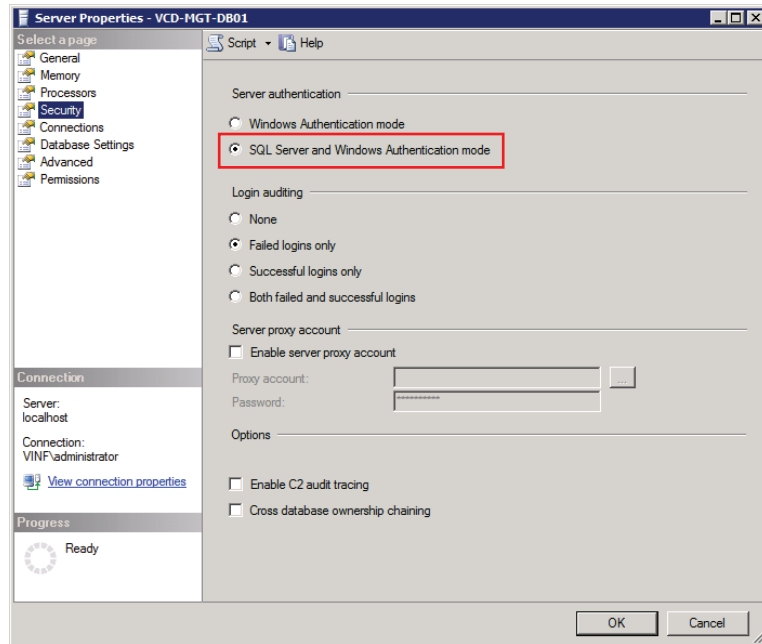 Server Properties - VCD-MGT-DB01
Select a page
General
Memory
Processors
Security
Connections
Database Settings
Advanced
Permissions
Script Help
Server authentication
Windows Authentication mode
SQL Server and Windows Authentication mode
Login auditing
None
Failed logins only
Successful logins only
Both failed and successful logins
Server proxy account
Enable server proxy account
Proxy account:
...
Password:
**********
Options
Enable C2 audit tracing
Cross database ownership chaining
Connection
Server:
localhost
Connection:
VINF\administrator
View connection properties
Progress
Ready
OK Cancel